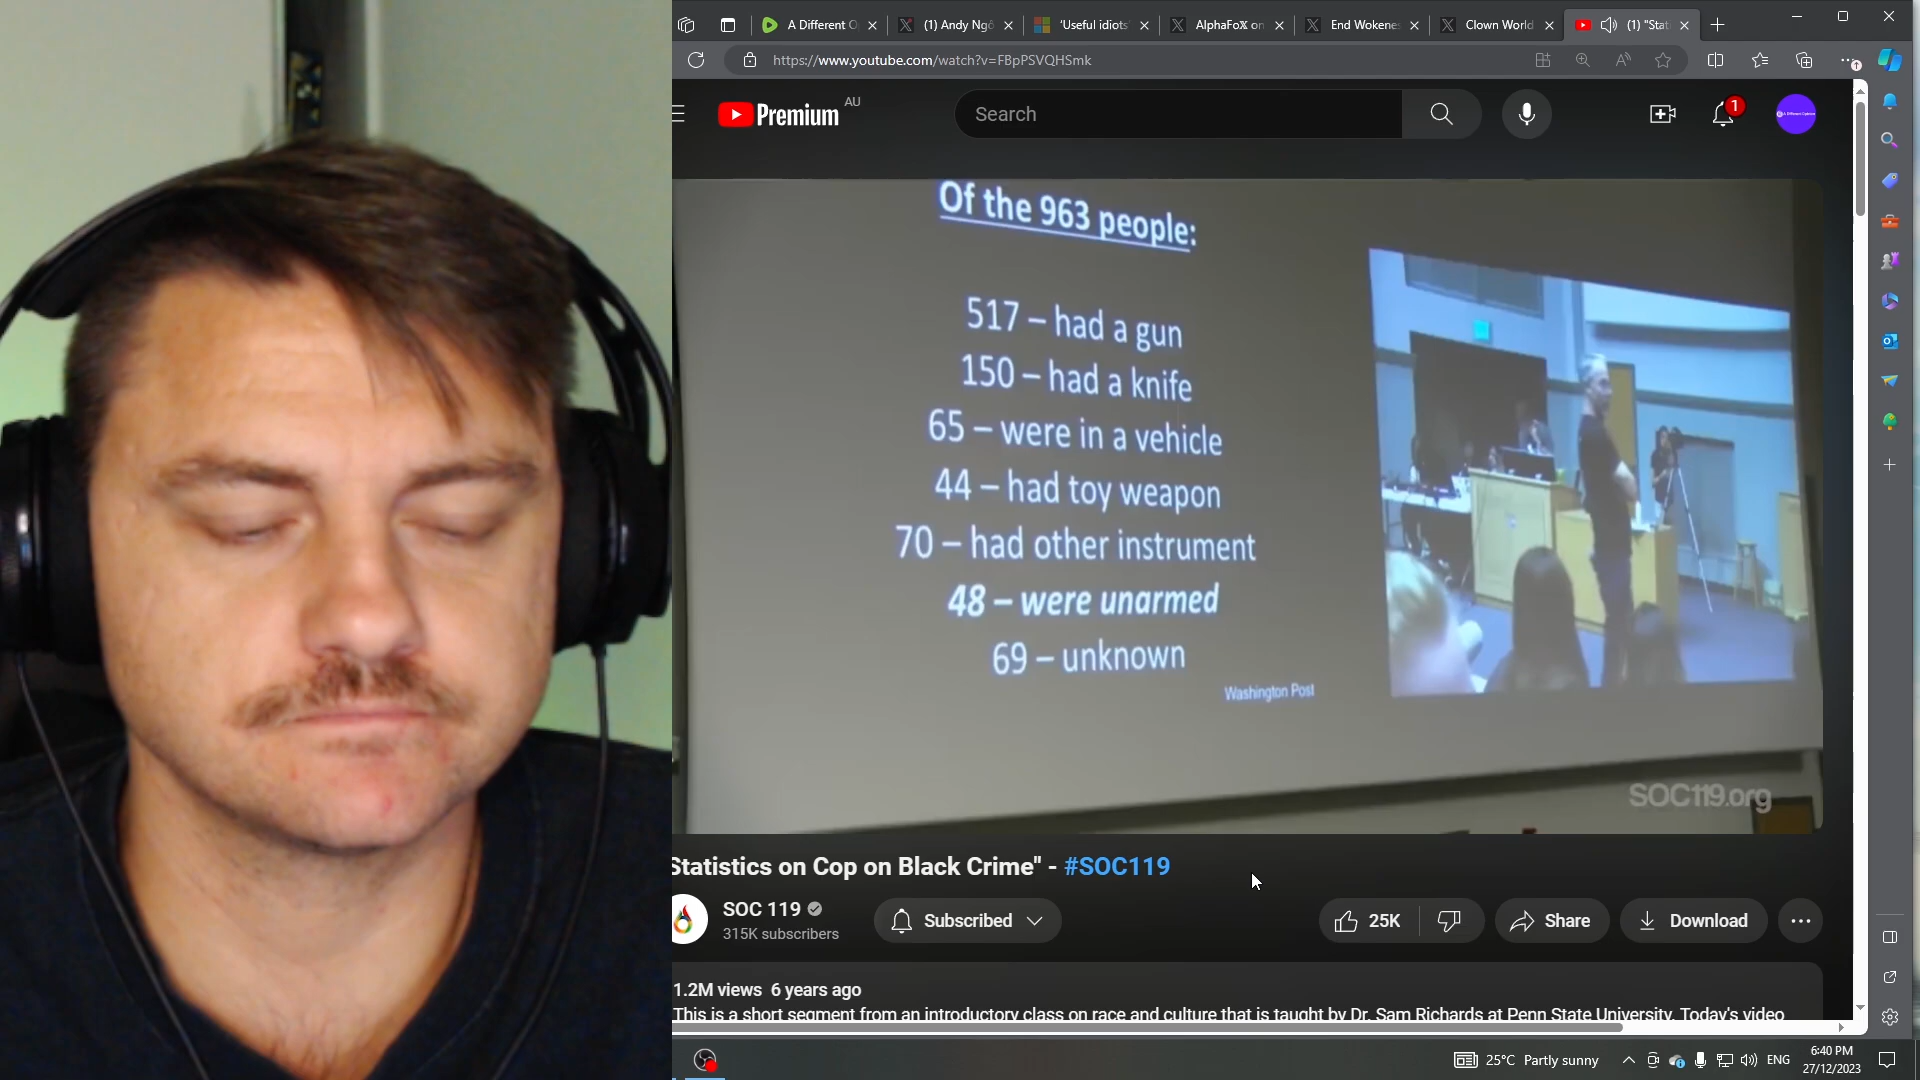 A Different O
(1) Andy Ngô
'Useful idiots'
AlphaFo𝕏 on
End Wokenes
Clown World
(1) "Stat
https://www.youtube.com/watch?v=FBpPSVQHSmk
Premium
AU
Search
1
Of the 963 people:
517 – had a gun
150 – had a knife
65 – were in a vehicle
44 – had toy weapon
70 – had other instrument
48 – were unarmed
69 – unknown
Washington Post
SOC119.org
Statistics on Cop on Black Crime" - #SOC119
SOC 119
315K subscribers
Subscribed
25K
Share
Download
1.2M views 6 years ago
This is a short segment from an introductory class on race and culture that is taught by Dr. Sam Richards at Penn State University. Today's video
25°C Partly sunny
ENG
6:40 PM
27/12/2023